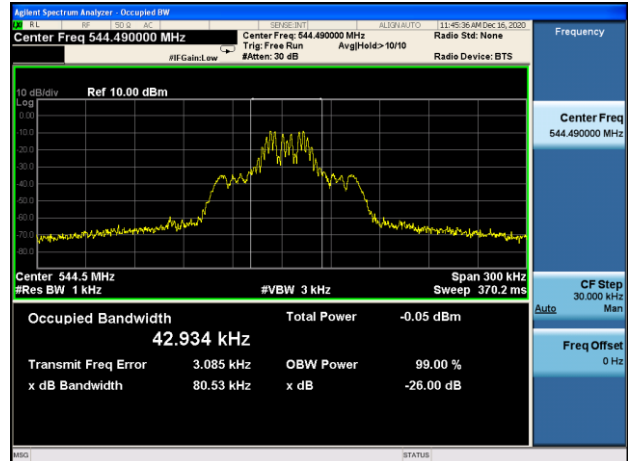 Agilent Spectrum Analyzer - Occupied BW
RL RF 50 Ω AC SENSE:INT ALIGNAUTO 11:45:36 AM Dec 16, 2020
Center Freq 544.490000 MHz
Center Freq: 544.490000 MHz
Radio Std: None
Trig: Free Run Avg|Hold:>10/10
#IFGain:Low #Atten: 30 dB Radio Device: BTS
10 dB/div Ref 10.00 dBm
Log
0.00
-10.0
-20.0
-30.0
-40.0
-50.0
-60.0
-70.0
-80.0
Center 544.5 MHz Span 300 kHz
#Res BW 1 kHz #VBW 3 kHz Sweep 370.2 ms
Occupied Bandwidth Total Power -0.05 dBm
42.934 kHz
Transmit Freq Error 3.085 kHz OBW Power 99.00 %
x dB Bandwidth 80.53 kHz x dB -26.00 dB
MSG STATUS
Frequency
Center Freq
544.490000 MHz
CF Step
30.000 kHz
Auto Man
Freq Offset
0 Hz